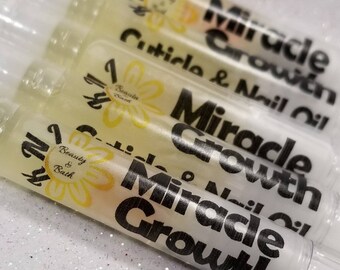 Miracle
Growth
Cuticle & Nail Oil
Miracle
Growth
Cuticle & Nail Oil
Beauty
&
Bath
Miracle
Growth